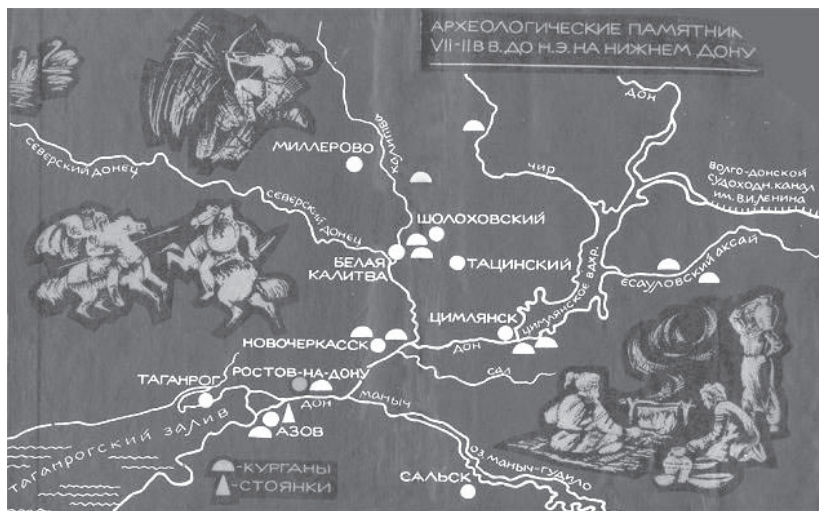 АРХЕОЛОГИЧЕСКИЕ ПАМЯТНИК
VII-II В В. ДО Н.Э. НА НИЖНЕМ ДОНУ
ДОН
КАЛИТВА
МИЛЛЕРОВО
ЧИР
ВОЛГО-ДОНСКОЙ
СУДОХОДН. КАНАЛ
ИМ. В.И. ЛЕНИНА
СЕВЕРСКИЙ ДОНЕЦ
СЕВЕРСКИЙ ДОНЕЦ
ШОЛОХОВСКИЙ
БЕЛАЯ
КАЛИТВА
ТАЦИНСКИЙ
ЕСАУЛОВСКИЙ АКСАЙ
ЦИМЛЯНСКОЕ ВДХР.
ЦИМЛЯНСК
НОВОЧЕРКАССК
ДОН
САЛ
ТАГАНРОГ
РОСТОВ-НА-ДОНУ
ДОН
МАНЫЧ
АЗОВ
ТАГАНРОГСКИЙ ЗАЛИВ
ОЗ. МАНЫЧ-ГУДИЛО
САЛЬСК
-КУРГАНЫ
-СТОЯНКИ